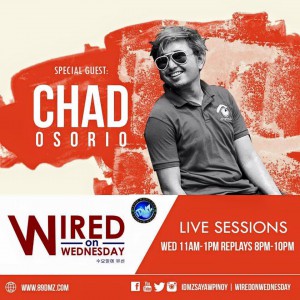 SPECIAL GUEST:
CHAD
OSORIO
WIRED
on
WEDNESDAY
LIVE SESSIONS
WED 11AM-1PM REPLAYS 8PM-10PM
WWW.89DMZ.COM
IDMZSAYAWPINOY | WIREDONWEDNESDAY